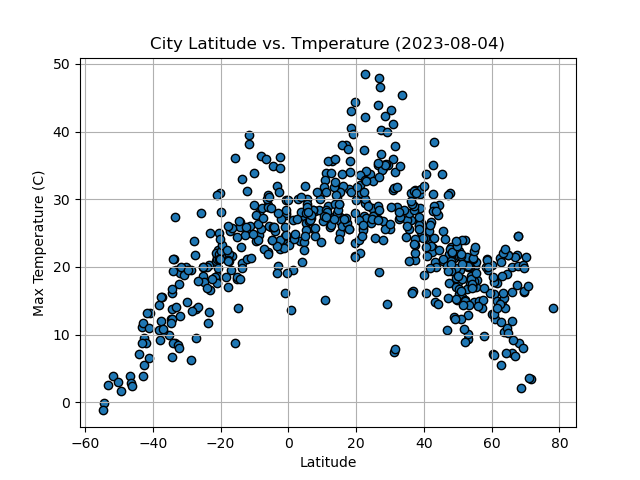 City Latitude vs. Tmperature (2023-08-04)
50
40
30
20
10
0
Max Temperature (C)
−60 −40 −20 0 20 40 60 80
Latitude